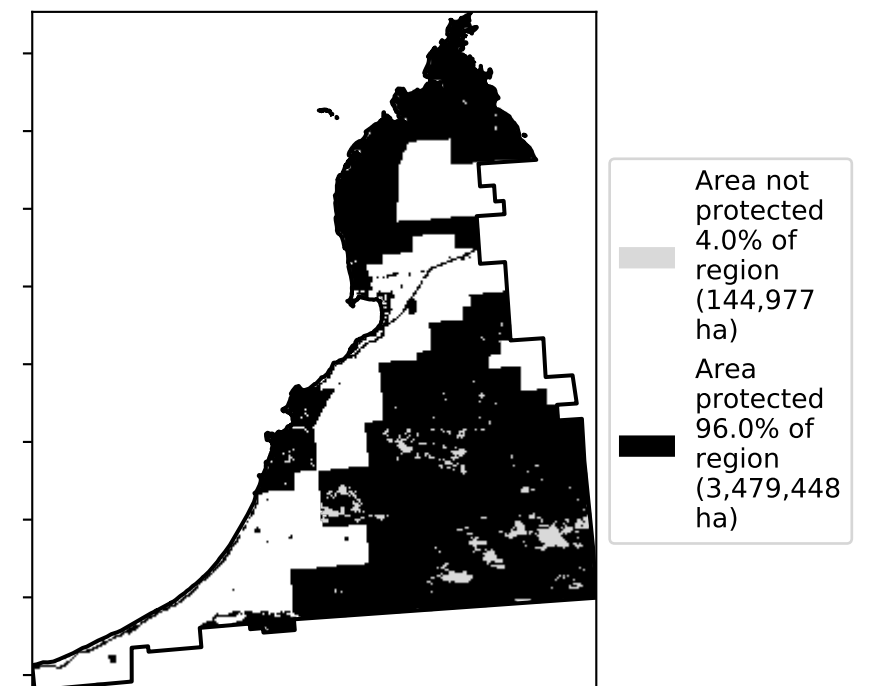 Area not
protected
4.0% of
region
(144,977
ha)
Area
protected
96.0% of
region
(3,479,448
ha)